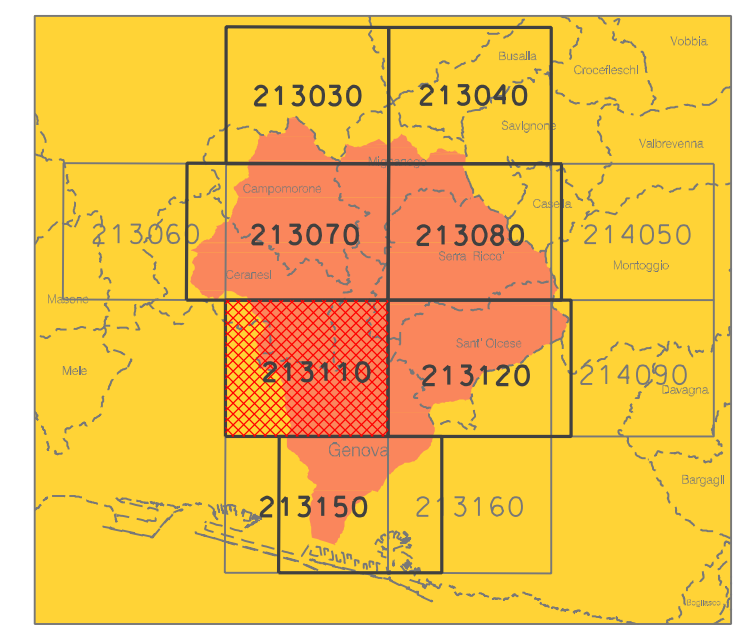 Vobbia
Busalla
Crocefieschi
213030
213040
Savignone
Valbrevenna
Mignanego
Campomorone
Casella
213060
213070
213080
214050
Serra Ricco'
Montoggio
Ceranesi
Masone
Sant' Olcese
Mele
213110
213120
214090
Davagna
Genova
Bargagli
213150
213160
Bogliasco